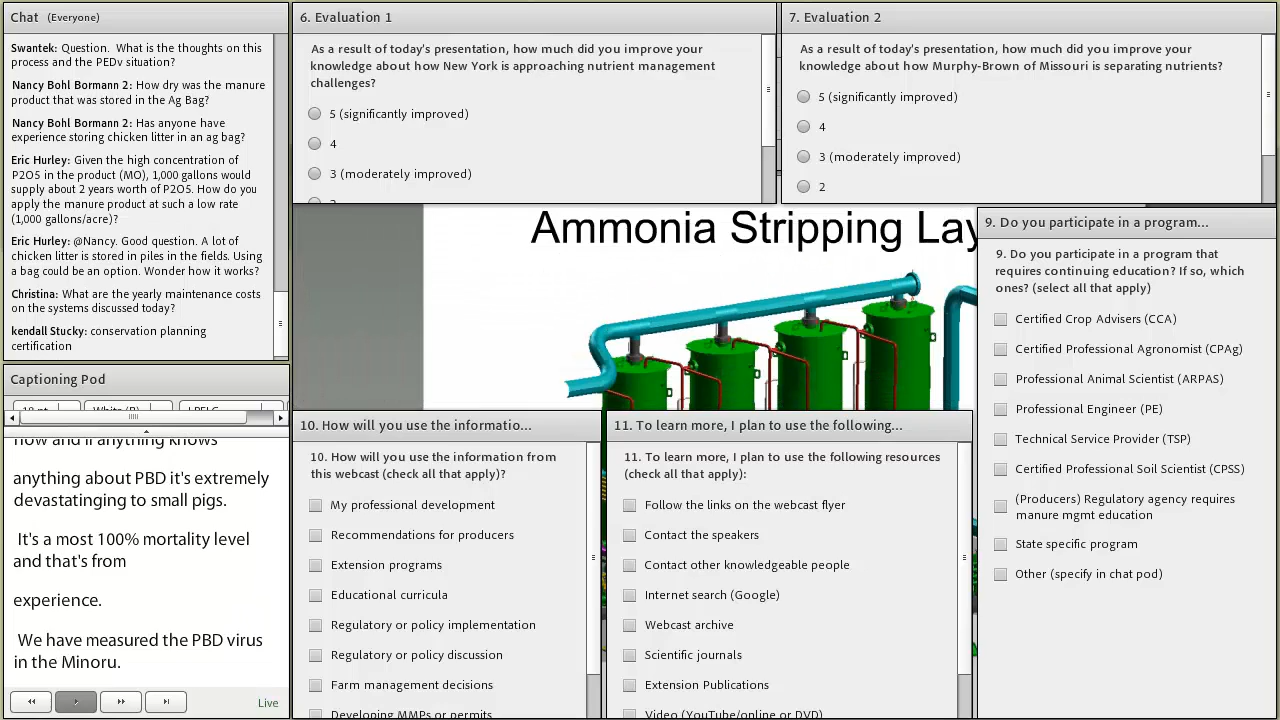 Chat (Everyone)
Swantek: Question. What is the thoughts on this
process and the PEDv situation?
Nancy Bohl Bormann 2: How dry was the manure
product that was stored in the Ag Bag?
Nancy Bohl Bormann 2: Has anyone have
experience storing chicken litter in an ag bag?
Eric Hurley: Given the high concentration of
P2O5 in the product (MO), 1,000 gallons would
supply about 2 years worth of P2O5. How do you
apply the manure product at such a low rate
(1,000 gallons/acre)?
Eric Hurley: @Nancy. Good question. A lot of
chicken litter is stored in piles in the fields. Using
a bag could be an option. Wonder how it works?
Christina: What are the yearly maintenance costs
on the systems discussed today?
kendall Stucky: conservation planning
certification
Captioning Pod
now and if anything knows
anything about PBD it's extremely
devastatinging to small pigs.
It's a most 100% mortality level
and that's from
experience.
We have measured the PBD virus
in the Minoru.
Live
6. Evaluation 1
As a result of today's presentation, how much did you improve your
knowledge about how New York is approaching nutrient management
challenges?
5 (significantly improved)
4
3 (moderately improved)
7. Evaluation 2
As a result of today's presentation, how much did you improve your
knowledge about how Murphy-Brown of Missouri is separating nutrients?
5 (significantly improved)
4
3 (moderately improved)
2
Ammonia Stripping Lay
9. Do you participate in a program...
9. Do you participate in a program that
requires continuing education? If so, which
ones? (select all that apply)
Certified Crop Advisers (CCA)
Certified Professional Agronomist (CPAg)
Professional Animal Scientist (ARPAS)
Professional Engineer (PE)
Technical Service Provider (TSP)
Certified Professional Soil Scientist (CPSS)
(Producers) Regulatory agency requires
manure mgmt education
State specific program
Other (specify in chat pod)
10. How will you use the informatio...
10. How will you use the information from
this webcast (check all that apply)?
My professional development
Recommendations for producers
Extension programs
Educational curricula
Regulatory or policy implementation
Regulatory or policy discussion
Farm management decisions
Developing MMPs or permits
11. To learn more, I plan to use the following...
11. To learn more, I plan to use the following resources
(check all that apply):
Follow the links on the webcast flyer
Contact the speakers
Contact other knowledgeable people
Internet search (Google)
Webcast archive
Scientific journals
Extension Publications
Video (YouTube/online or DVD)